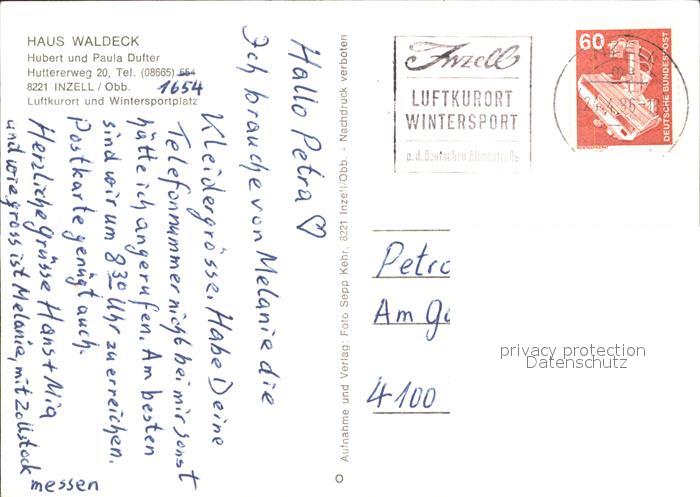 HAUS WALDECK
Hubert und Paula Dufter
Huttererweg 20, Tel. (08665) 654
1654
8221 INZELL / Obb.
Luftkurort und Wintersportplatz
Hallo Petra ♡
Ich brauche von Melanie die
Kleidergrösse. Habe Deine
Telefonnummer nicht bei mir sonst
hätte ich angerufen. Am besten
sind wir um 8 30 Uhr zu erreichen.
Postkarte genügt auch.
Herzliche Grüsse Hans + Mia
und wie gross ist Melanie, mit Zollstock
messen
Aufnahme und Verlag: Foto Sepp Kehr, 8221 Inzell/Obb. - Nachdruck verboten
Inzell
LUFTKURORT
WINTERSPORT
a.d. Deutschen Alpenstraße
60
DEUTSCHE BUNDESPOST
Petra
Am
4100
privacy protection
Datenschutz